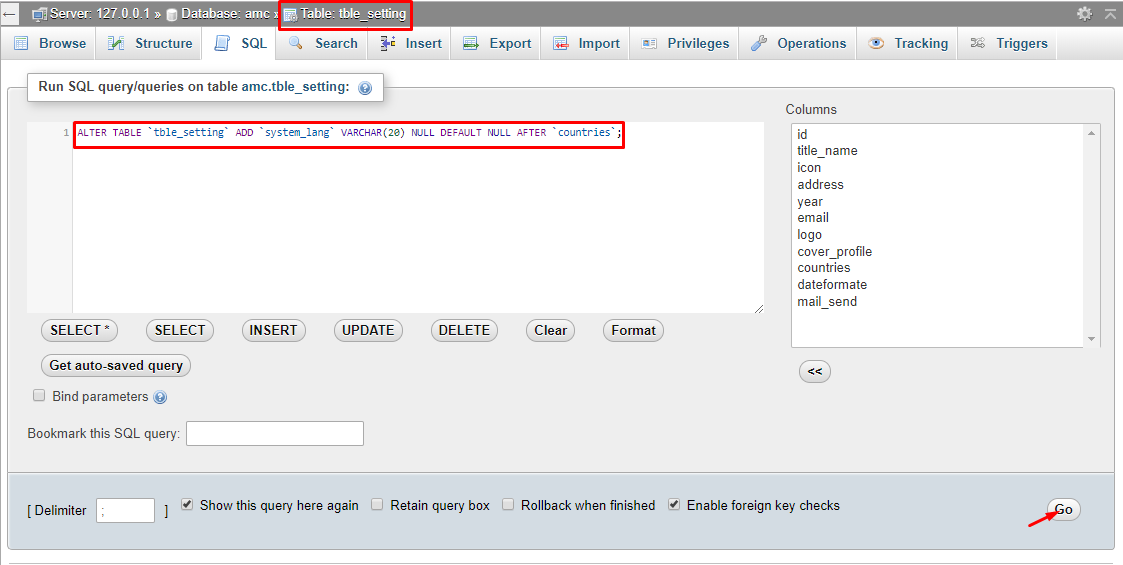 Server: 127.0.0.1 » Database: amc » Table: tble_setting
Browse Structure SQL Search Insert Export Import Privileges Operations Tracking Triggers
Run SQL query/queries on table amc.tble_setting:
1 ALTER TABLE `tble_setting` ADD `system_lang` VARCHAR(20) NULL DEFAULT NULL AFTER `countries`;
Columns
id
title_name
icon
address
year
email
logo
cover_profile
countries
dateformate
mail_send
SELECT * SELECT INSERT UPDATE DELETE Clear Format
Get auto-saved query
<<
Bind parameters
Bookmark this SQL query:
[ Delimiter ; ] Show this query here again Retain query box Rollback when finished Enable foreign key checks
Go